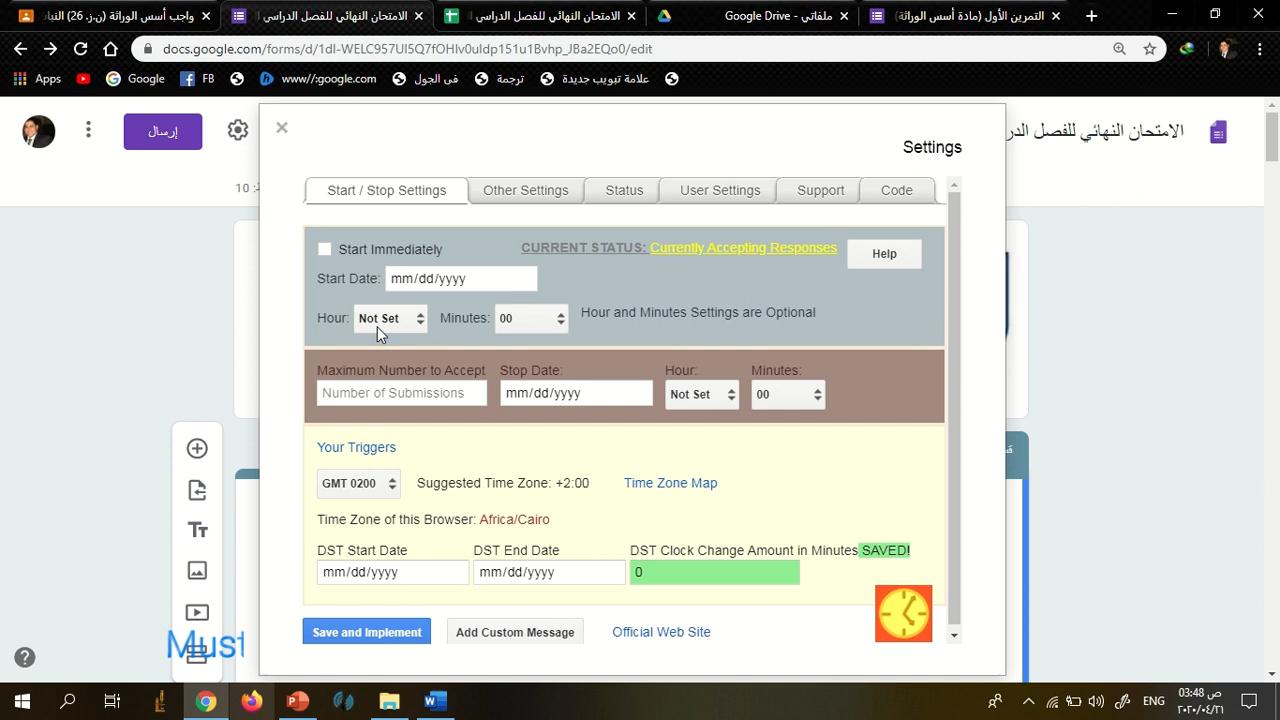 واجب أسس الوراثة (ن.ز. 26) البنيار
الامتحان النهائي للفصل الدراسي
الامتحان النهائي للفصل الدراسي ا
ملفاتي - Google Drive
التمرين الأول (مادة أسس الوراثة)
docs.google.com/forms/d/1dI-WELC957UI5Q7fOHIv0uIdp151u1Bvhp_JBa2EQo0/edit
Apps
Google
FB
www//:google.com
فى الجول
ترجمة
علامة تبويب جديدة
إرسال
الامتحان النهائي للفصل الدر
10
Settings
Start / Stop Settings
Other Settings
Status
User Settings
Support
Code
Start Immediately
CURRENT STATUS: Currently Accepting Responses
Help
Start Date: mm/dd/yyyy
Hour: Not Set Minutes: 00 Hour and Minutes Settings are Optional
Maximum Number to Accept Stop Date: Hour: Minutes:
Number of Submissions mm/dd/yyyy Not Set 00
Your Triggers
GMT 0200 Suggested Time Zone: +2:00 Time Zone Map
Time Zone of this Browser: Africa/Cairo
DST Start Date DST End Date DST Clock Change Amount in Minutes SAVED!
mm/dd/yyyy mm/dd/yyyy 0
Save and Implement
Add Custom Message
Official Web Site
Must
ENG
03:48 ص
٢٠٢٠/٠٤/٢١